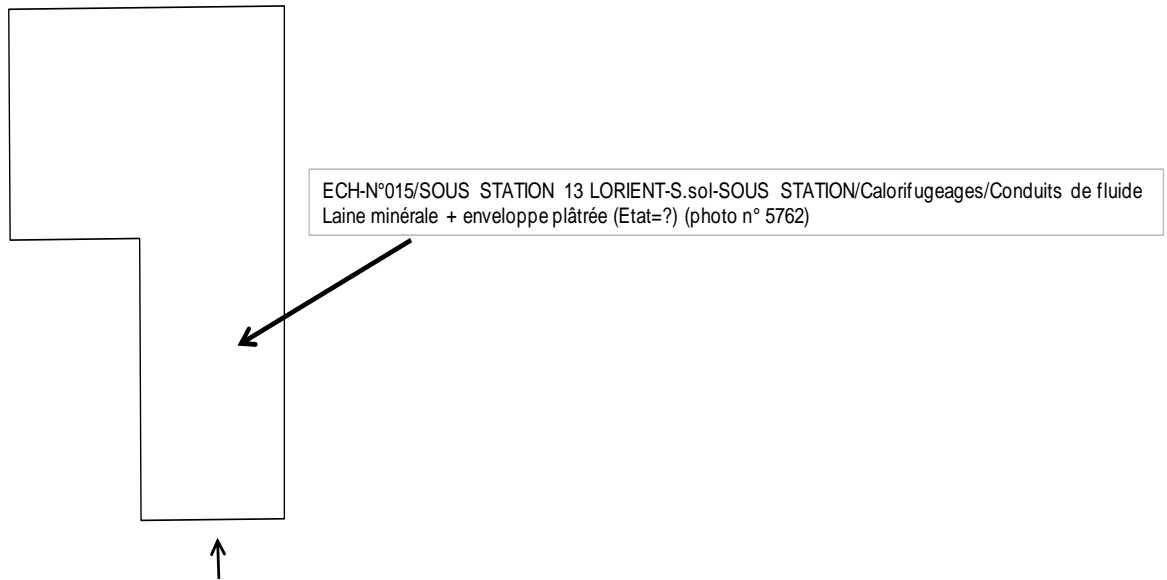 ECH-N°015/SOUS STATION 13 LORIENT-S.sol-SOUS STATION/Calorifugeages/Conduits de fluide
Laine minérale + enveloppe plâtrée (Etat=?) (photo n° 5762)